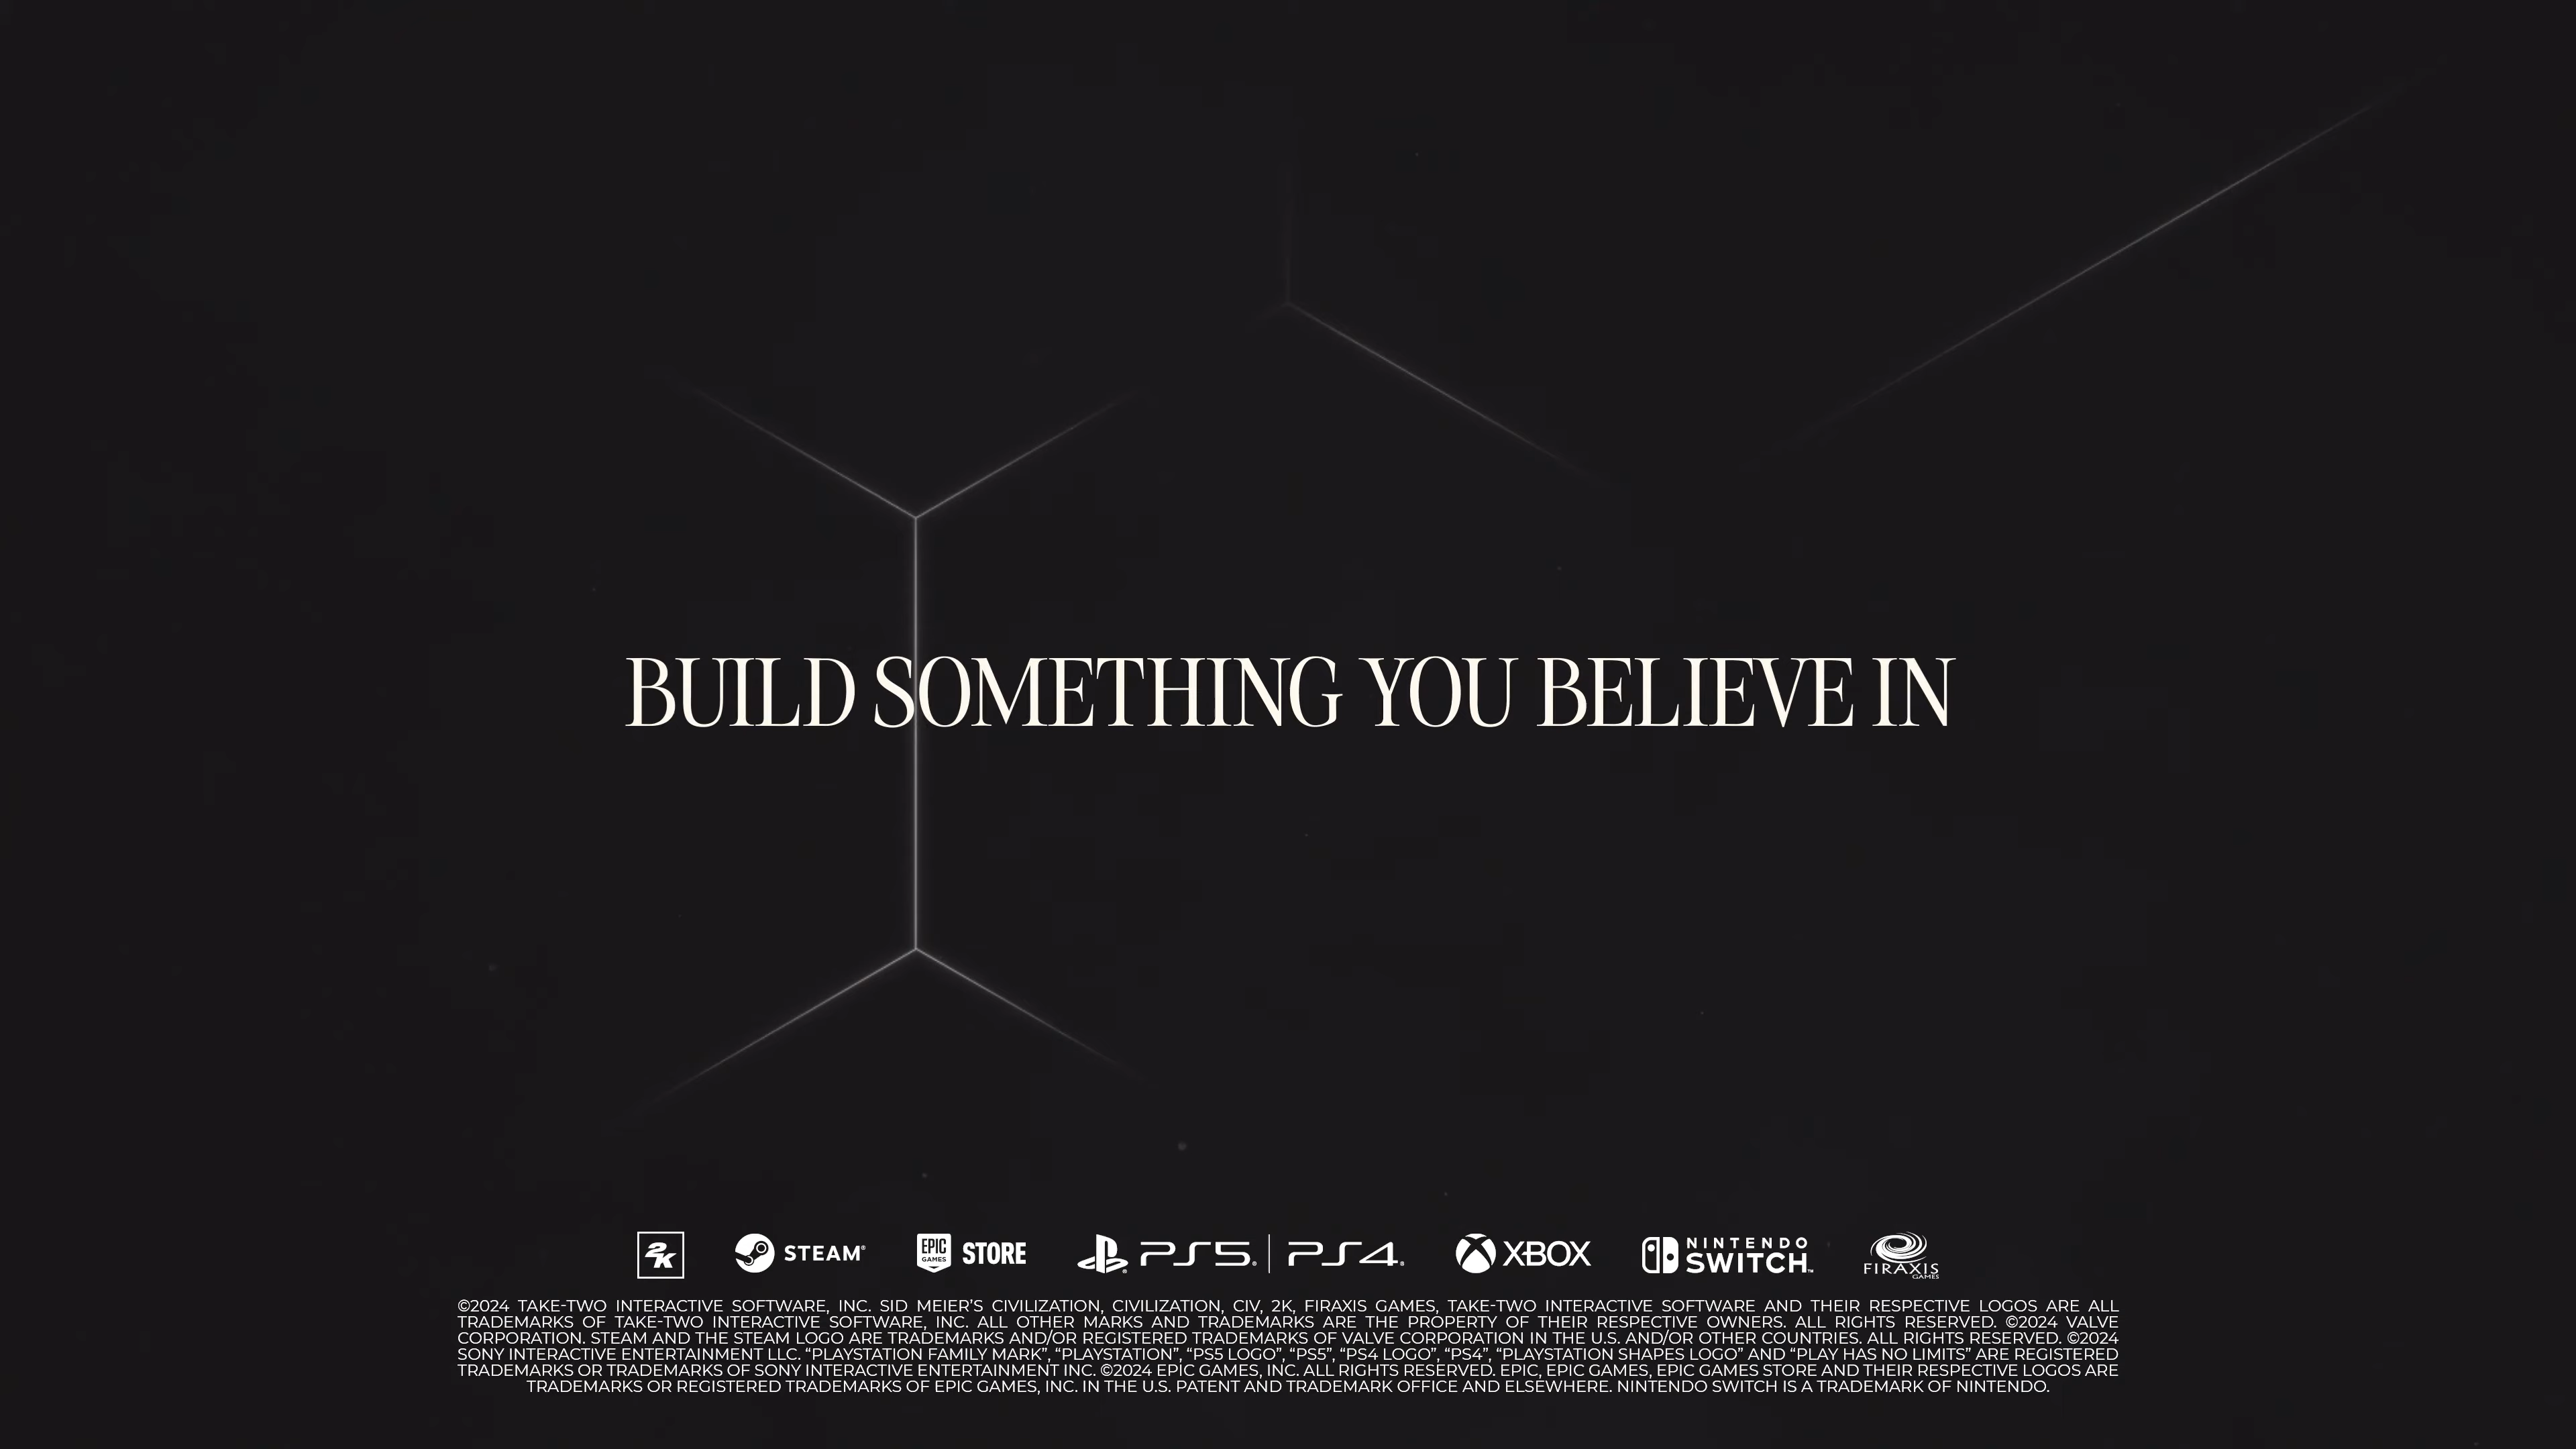 BUILD SOMETHING YOU BELIEVE IN
2K STEAM® EPIC GAMES STORE PS5® PS4® XBOX NINTENDO SWITCH™ FIRAXIS GAMES
©2024 TAKE-TWO INTERACTIVE SOFTWARE, INC. SID MEIER’S CIVILIZATION, CIVILIZATION, CIV, 2K, FIRAXIS GAMES, TAKE-TWO INTERACTIVE SOFTWARE AND THEIR RESPECTIVE LOGOS ARE ALL
TRADEMARKS OF TAKE-TWO INTERACTIVE SOFTWARE, INC. ALL OTHER MARKS AND TRADEMARKS ARE THE PROPERTY OF THEIR RESPECTIVE OWNERS. ALL RIGHTS RESERVED. ©2024 VALVE
CORPORATION. STEAM AND THE STEAM LOGO ARE TRADEMARKS AND/OR REGISTERED TRADEMARKS OF VALVE CORPORATION IN THE U.S. AND/OR OTHER COUNTRIES. ALL RIGHTS RESERVED. ©2024
SONY INTERACTIVE ENTERTAINMENT LLC. “PLAYSTATION FAMILY MARK”, “PLAYSTATION”, “PS5 LOGO”, “PS5”, “PS4 LOGO”, “PS4”, “PLAYSTATION SHAPES LOGO” AND “PLAY HAS NO LIMITS” ARE REGISTERED
TRADEMARKS OR TRADEMARKS OF SONY INTERACTIVE ENTERTAINMENT INC. ©2024 EPIC GAMES, INC. ALL RIGHTS RESERVED. EPIC, EPIC GAMES, EPIC GAMES STORE AND THEIR RESPECTIVE LOGOS ARE
TRADEMARKS OR REGISTERED TRADEMARKS OF EPIC GAMES, INC. IN THE U.S. PATENT AND TRADEMARK OFFICE AND ELSEWHERE. NINTENDO SWITCH IS A TRADEMARK OF NINTENDO.